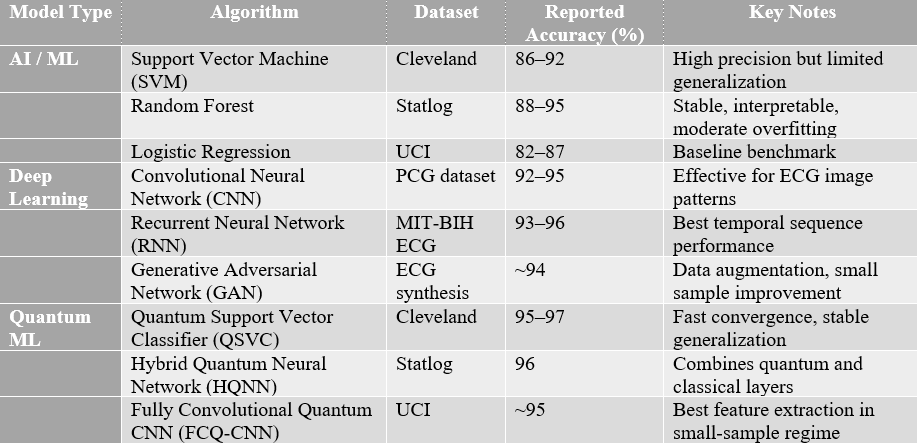 Model Type Algorithm Dataset Reported Accuracy (%) Key Notes
AI / ML Support Vector Machine (SVM) Cleveland 86–92 High precision but limited generalization
Random Forest Statlog 88–95 Stable, interpretable, moderate overfitting
Logistic Regression UCI 82–87 Baseline benchmark
Deep Learning Convolutional Neural Network (CNN) PCG dataset 92–95 Effective for ECG image patterns
Recurrent Neural Network (RNN) MIT-BIH ECG 93–96 Best temporal sequence performance
Generative Adversarial Network (GAN) ECG synthesis ~94 Data augmentation, small sample improvement
Quantum ML Quantum Support Vector Classifier (QSVC) Cleveland 95–97 Fast convergence, stable generalization
Hybrid Quantum Neural Network (HQNN) Statlog 96 Combines quantum and classical layers
Fully Convolutional Quantum CNN (FCQ-CNN) UCI ~95 Best feature extraction in small-sample regime